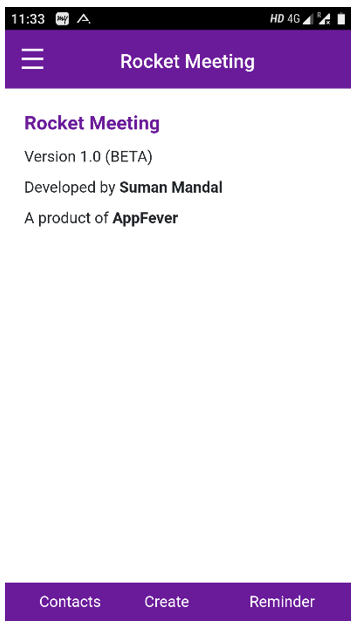 11:33 my HD 4G R
Rocket Meeting
Rocket Meeting
Version 1.0 (BETA)
Developed by Suman Mandal
A product of AppFever
Contacts Create Reminder